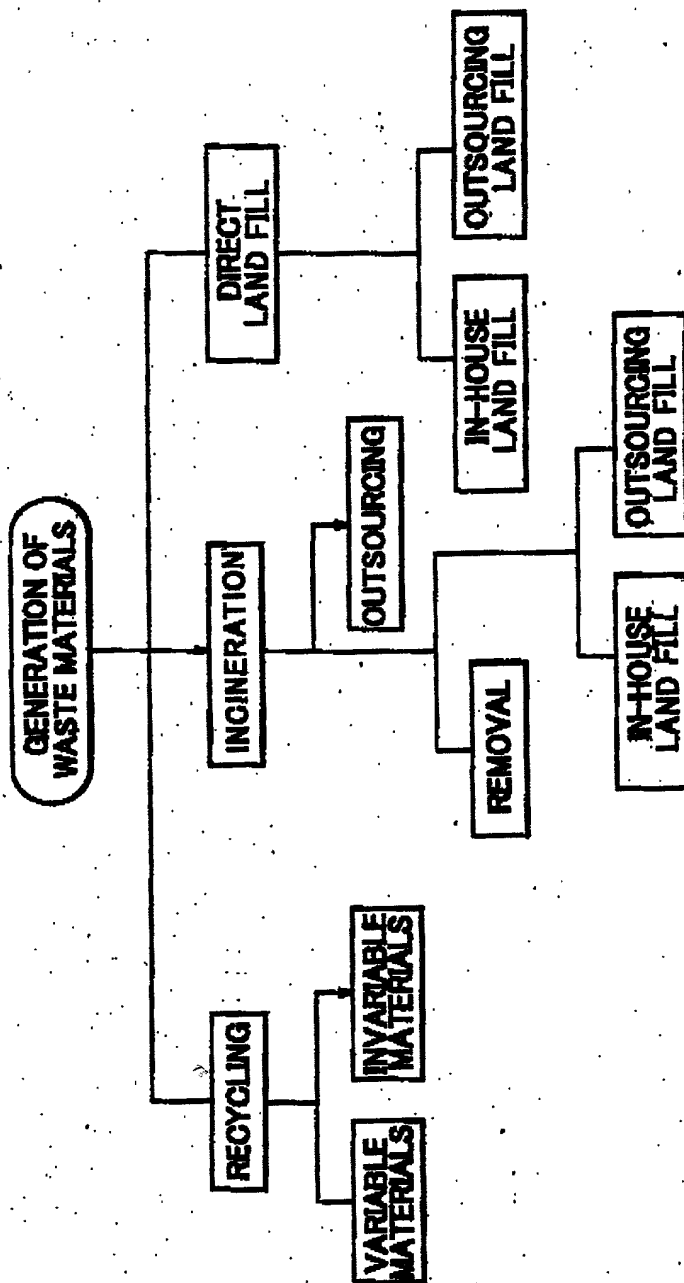 GENERATION OF
WASTE MATERIALS
RECYCLING
INCINERATION
DIRECT
LAND FILL
VARIABLE
MATERIALS
INVARIABLE
MATERIALS
OUTSOURCING
REMOVAL
IN-HOUSE
LAND FILL
OUTSOURCING
LAND FILL
IN-HOUSE
LAND FILL
OUTSOURCING
LAND FILL